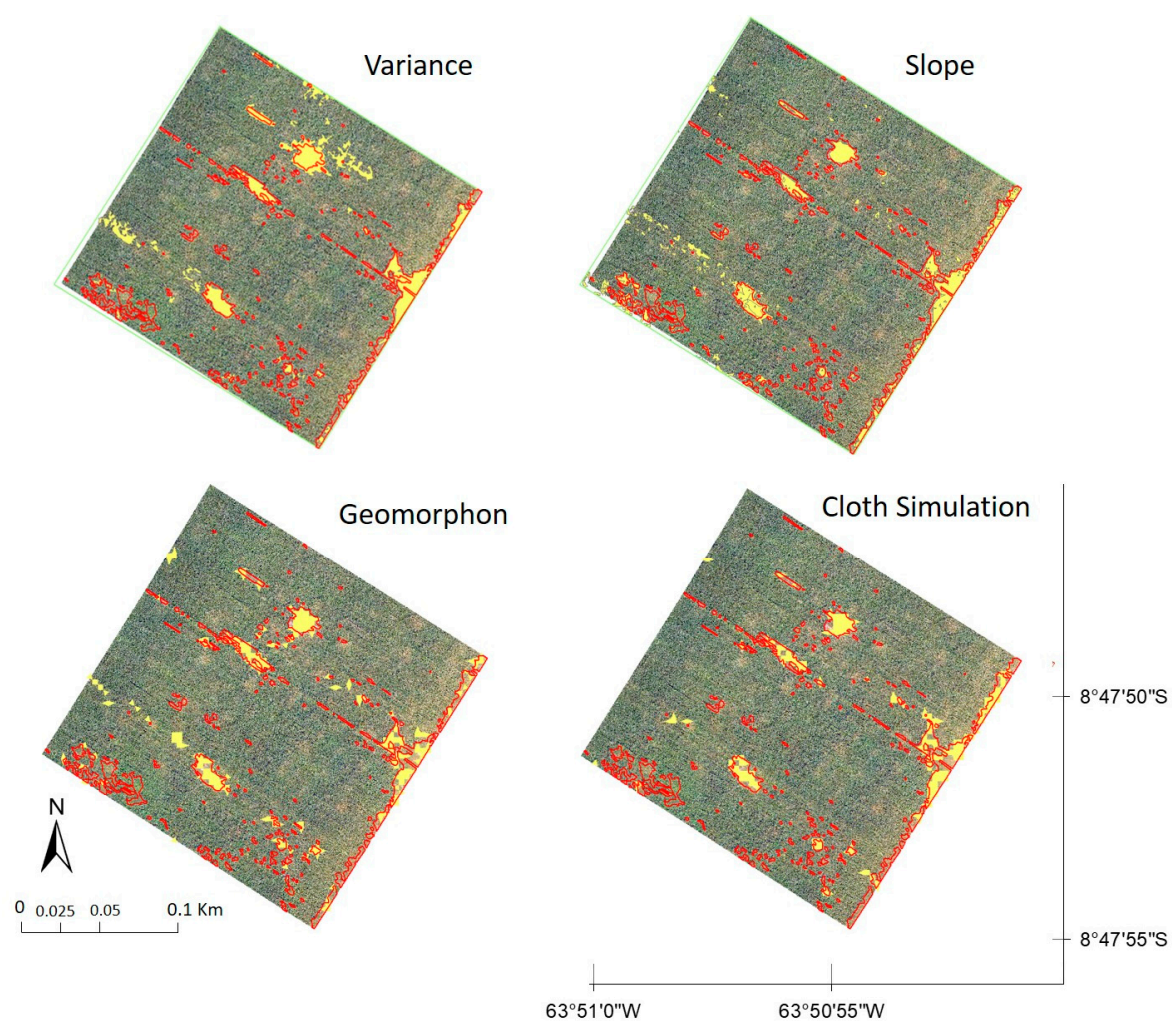 Variance
Slope
Geomorphon
Cloth Simulation
8°47'50"S
N
0 0.025 0.05 0.1 Km
8°47'55"S
63°51'0"W 63°50'55"W